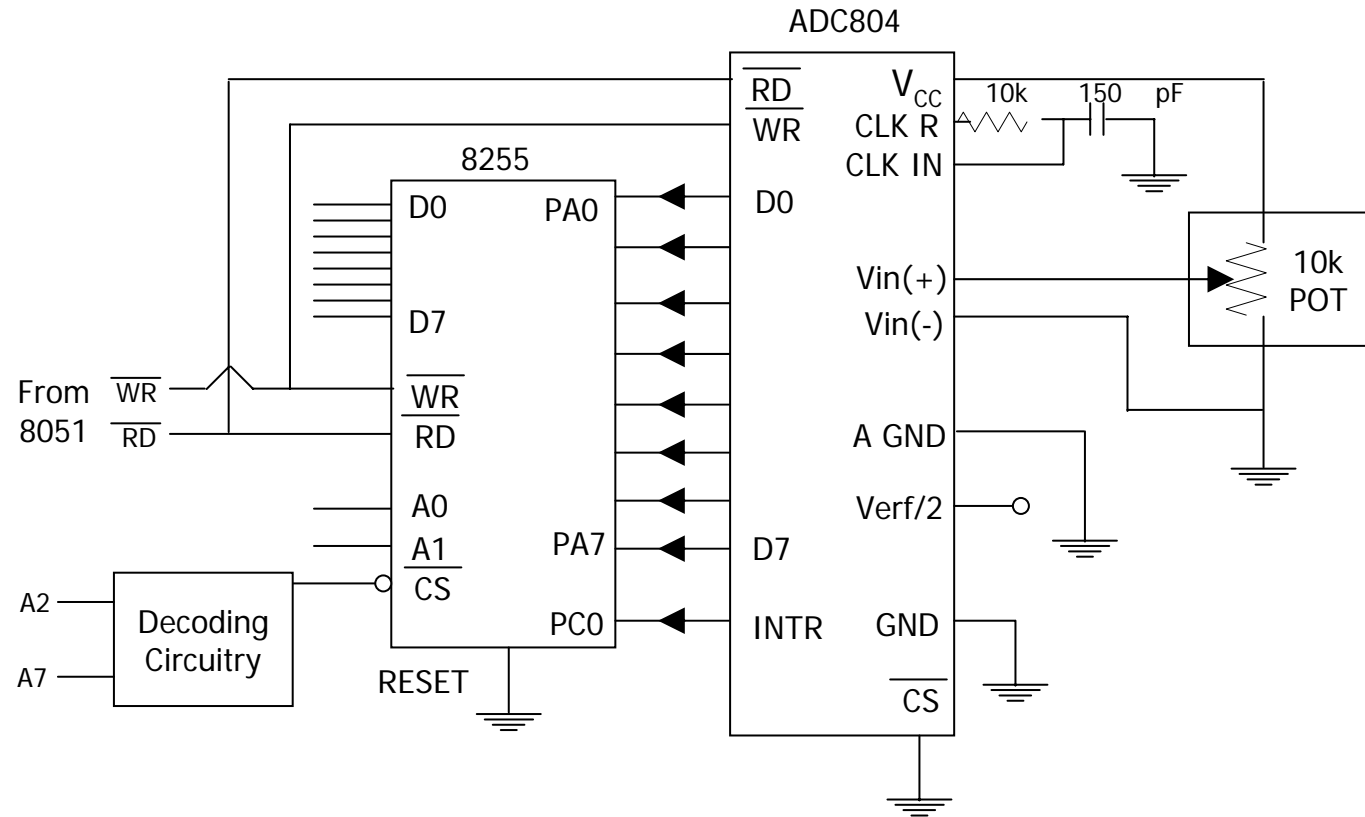 ADC804
RD
WR
D0
D7
INTR
VCC
CLK R
CLK IN
Vin(+)
Vin(-)
A GND
Verf/2
GND
CS
10k
150 pF
10k
POT
8255
D0
D7
WR
RD
A0
A1
CS
PA0
PA7
PC0
RESET
From
8051
WR
RD
A2
A7
Decoding
Circuitry